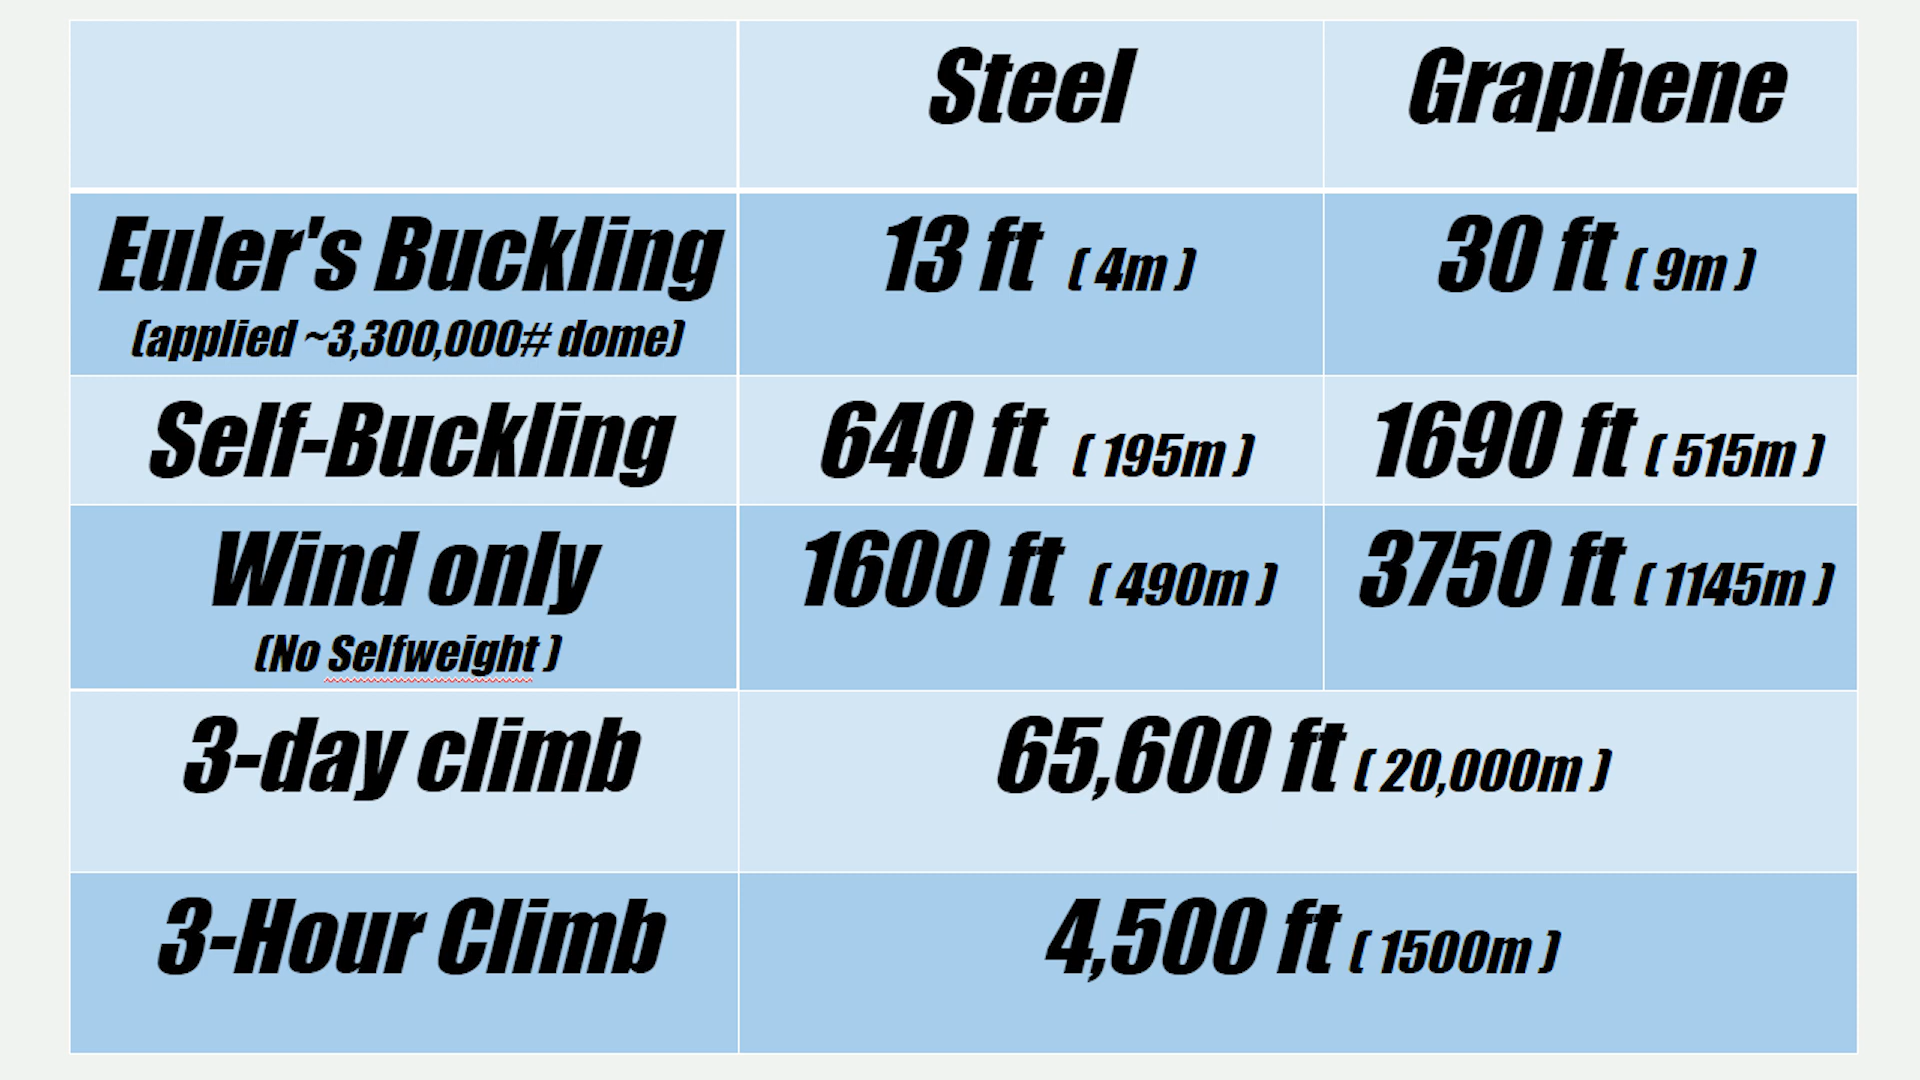 Steel Graphene
Euler's Buckling 13 ft ( 4m ) 30 ft ( 9m )
(applied ~3,300,000# dome)
Self-Buckling 640 ft ( 195m ) 1690 ft ( 515m )
Wind only 1600 ft ( 490m ) 3750 ft ( 1145m )
(No Selfweight )
3-day climb 65,600 ft ( 20,000m )
3-Hour Climb 4,500 ft ( 1500m )